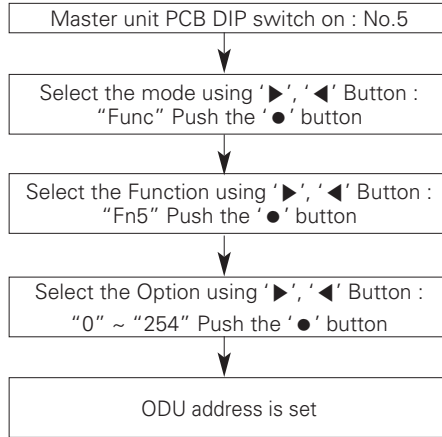 Master unit PCB DIP switch on : No.5
Select the mode using ‘▶’, ‘◀’ Button :
“Func” Push the ‘●’ button
Select the Function using ‘▶’, ‘◀’ Button :
“Fn5” Push the ‘●’ button
Select the Option using ‘▶’, ‘◀’ Button :
“0” ~ “254” Push the ‘●’ button
ODU address is set